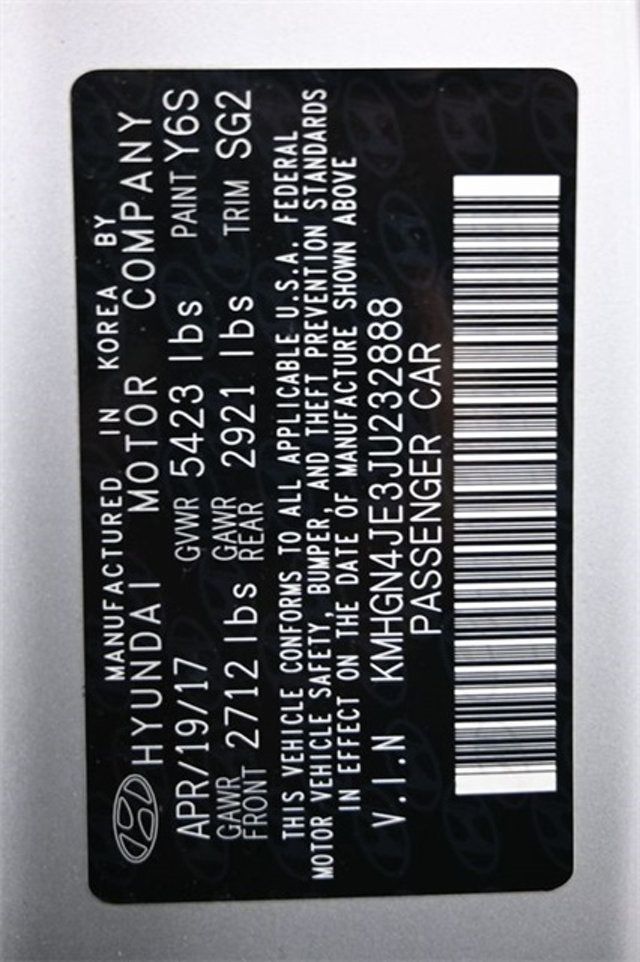 MANUFACTURED IN KOREA BY
HYUNDAI MOTOR COMPANY
APR/19/17 GVWR 5423 lbs PAINT Y6S
GAWR FRONT 2712 lbs GAWR REAR 2921 lbs TRIM SG2
THIS VEHICLE CONFORMS TO ALL APPLICABLE U.S.A. FEDERAL
MOTOR VEHICLE SAFETY, BUMPER, AND THEFT PREVENTION STANDARDS
IN EFFECT ON THE DATE OF MANUFACTURE SHOWN ABOVE
V.I.N KMHGN4JE3JU232888
PASSENGER CAR